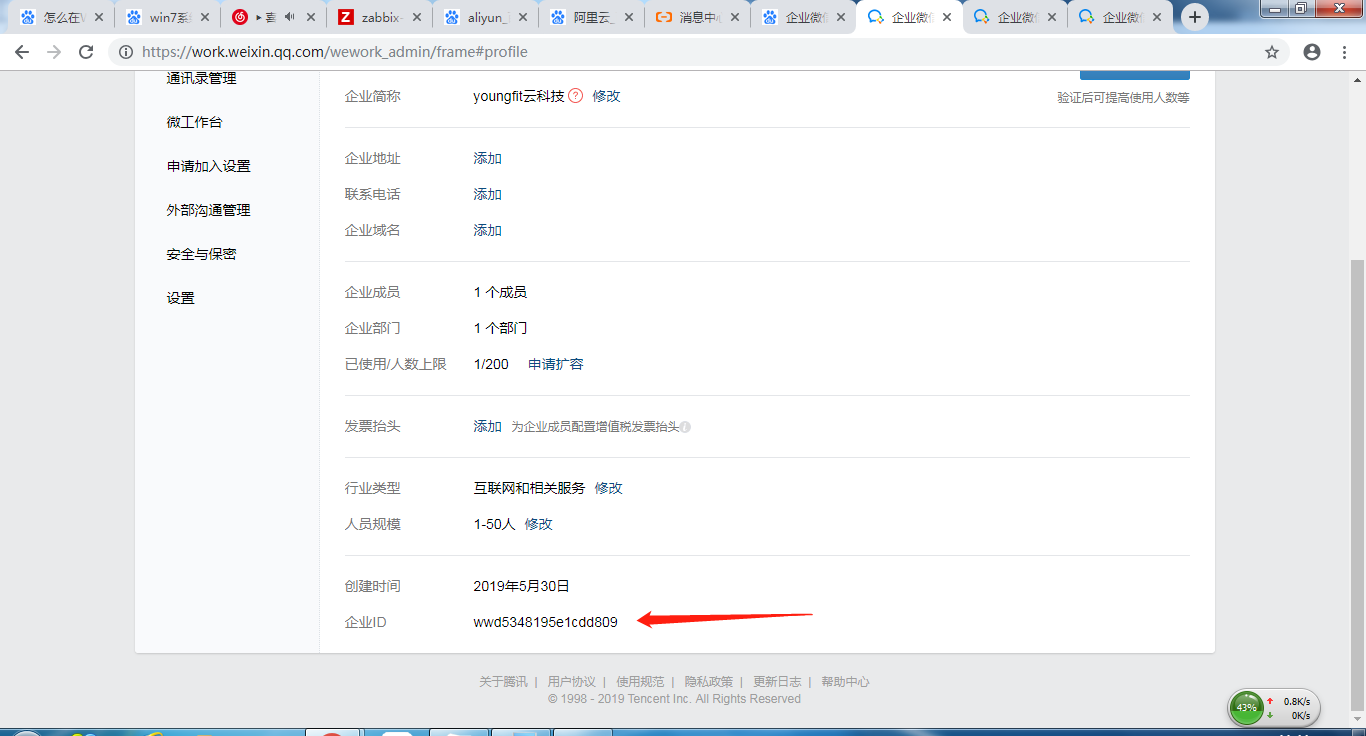 怎么在W
win7系统
喜
zabbix-
aliyun_
阿里云_
消息中心
企业微信
企业微信
企业微信
企业微信
https://work.weixin.qq.com/wework_admin/frame#profile
通讯录管理
微工作台
申请加入设置
外部沟通管理
安全与保密
设置
企业简称 youngfit云科技 ? 修改
验证后可提高使用人数等
企业地址 添加
联系电话 添加
企业域名 添加
企业成员 1 个成员
企业部门 1 个部门
已使用/人数上限 1/200 申请扩容
发票抬头 添加 为企业成员配置增值税发票抬头
行业类型 互联网和相关服务 修改
人员规模 1-50人 修改
创建时间 2019年5月30日
企业ID wwd5348195e1cdd809
关于腾讯 | 用户协议 | 使用规范 | 隐私政策 | 更新日志 | 帮助中心
© 1998 - 2019 Tencent Inc. All Rights Reserved
43%
0.8K/s
0K/s